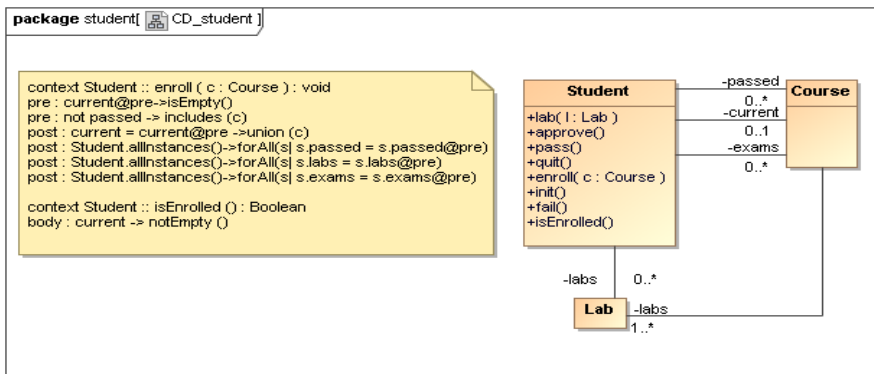 package student[ CD_student ]
context Student :: enroll ( c : Course ) : void
pre : current@pre->isEmpty()
pre : not passed -> includes (c)
post : current = current@pre ->union (c)
post : Student.allInstances()->forAll(s| s.passed = s.passed@pre)
post : Student.allInstances()->forAll(s| s.labs = s.labs@pre)
post : Student.allInstances()->forAll(s| s.exams = s.exams@pre)
context Student :: isEnrolled () : Boolean
body : current -> notEmpty ()
Student
+lab( l : Lab )
+approve()
+pass()
+quit()
+enroll( c : Course )
+init()
+fail()
+isEnrolled()
-passed
0..*
-current
0..1
-exams
0..*
Course
-labs
0..*
Lab
-labs
1..*